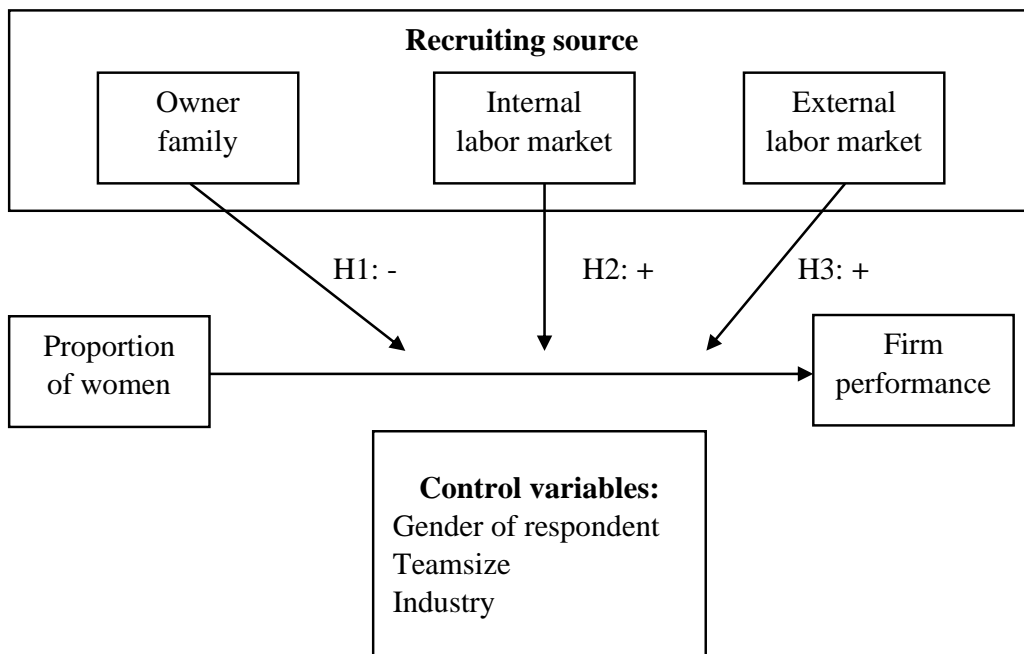 Recruiting source
Owner
family
Internal
labor market
External
labor market
H1: -
H2: +
H3: +
Proportion
of women
Firm
performance
Control variables:
Gender of respondent
Teamsize
Industry